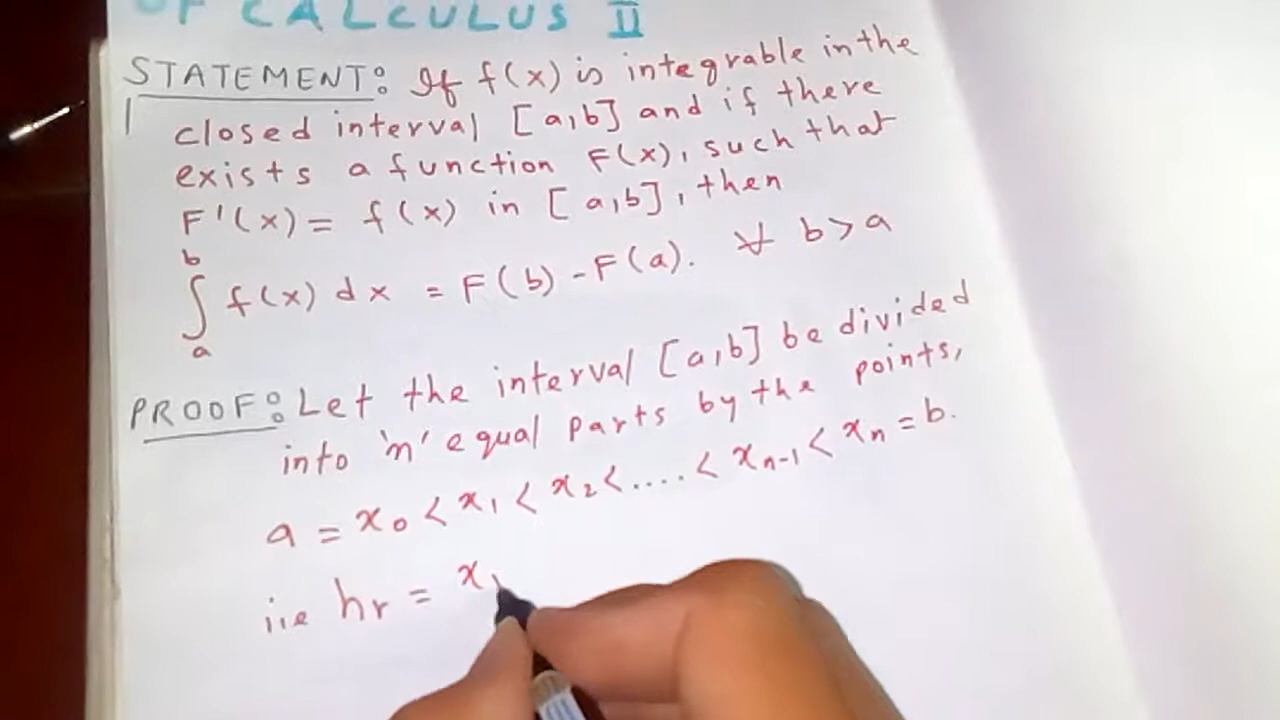 OF CALCULUS II
STATEMENT: If f(x) is integrable in the
closed interval [a,b] and if there
exists a function F(x), such that
F'(x) = f(x) in [a,b], then
∫ₐᵇ f(x) dx = F(b) - F(a). ∀ b > a
PROOF: Let the interval [a,b] be divided
into 'n' equal parts by the points,
a = x₀ < x₁ < x₂ < .... < xₙ₋₁ < xₙ = b.
i.e hr = x